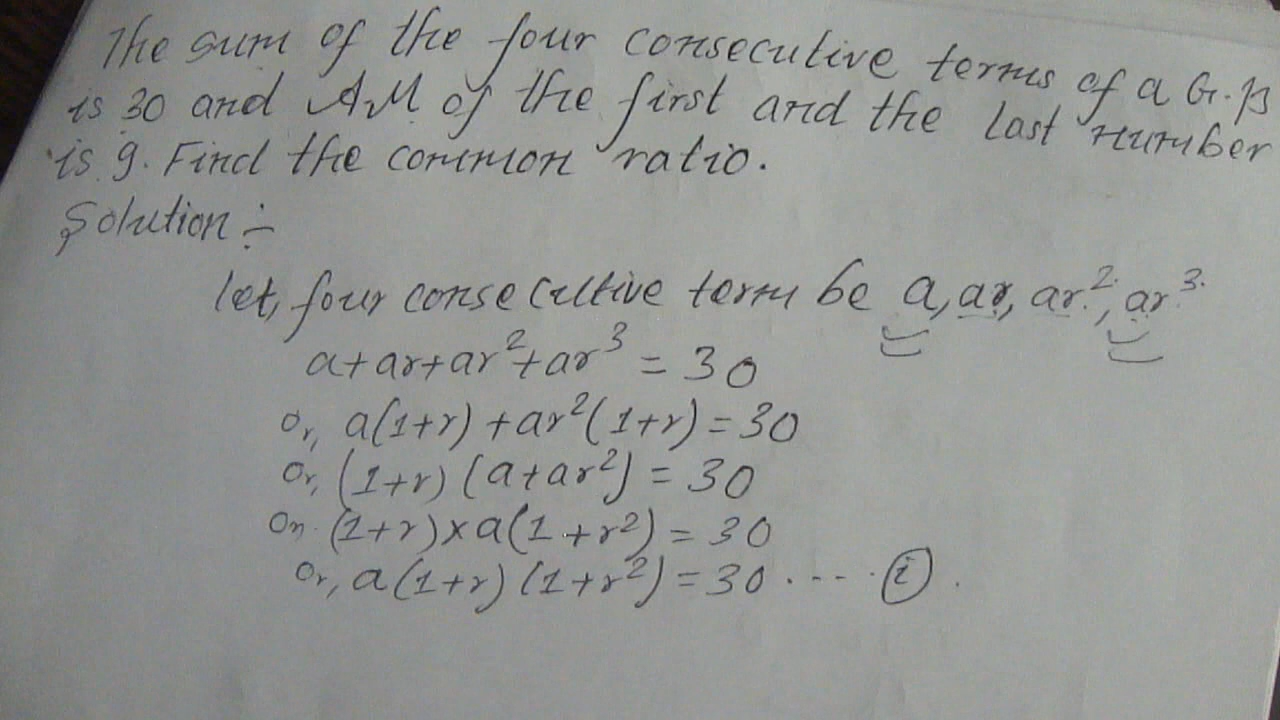 The sum of the four consecutive terms of a G.P
is 30 and AM of the first and the last number
is 9. Find the common ratio.
Solution :-
let, four consecutive term be a, ar, ar², ar³.
a+ar+ar²+ar³ = 30
or, a(1+r) +ar²(1+r)=30
or, (1+r) (a+ar²) = 30
or. (1+r)×a(1+r²) = 30
or, a(1+r) (1+r²) = 30 ..... (i).